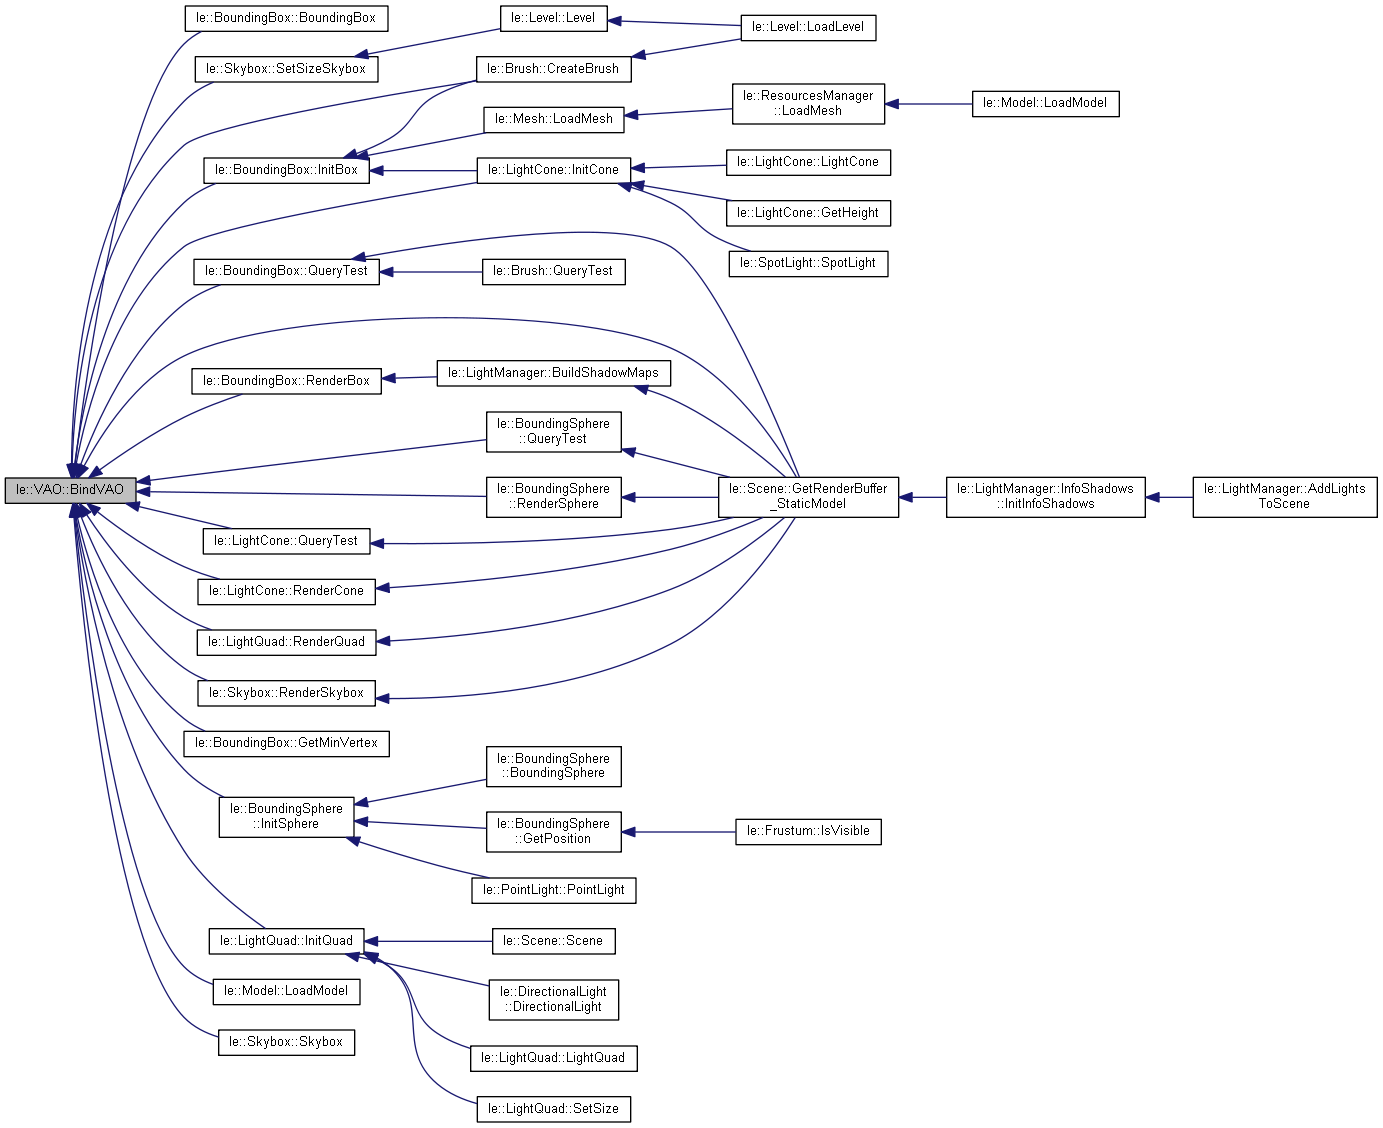 le::BoundingBox::BoundingBox
le::Level::Level
le::Level::LoadLevel
le::Skybox::SetSizeSkybox
le::Brush::CreateBrush
le::ResourcesManager
::LoadMesh
le::Model::LoadModel
le::Mesh::LoadMesh
le::BoundingBox::InitBox
le::LightCone::InitCone
le::LightCone::LightCone
le::LightCone::GetHeight
le::SpotLight::SpotLight
le::BoundingBox::QueryTest
le::Brush::QueryTest
le::BoundingBox::RenderBox
le::LightManager::BuildShadowMaps
le::BoundingSphere
::QueryTest
le::VAO::BindVAO
le::BoundingSphere
::RenderSphere
le::Scene::GetRenderBuffer
_StaticModel
le::LightManager::InfoShadows
::InitInfoShadows
le::LightManager::AddLights
ToScene
le::LightCone::QueryTest
le::LightCone::RenderCone
le::LightQuad::RenderQuad
le::Skybox::RenderSkybox
le::BoundingBox::GetMinVertex
le::BoundingSphere
::BoundingSphere
le::BoundingSphere
::InitSphere
le::BoundingSphere
::GetPosition
le::Frustum::IsVisible
le::PointLight::PointLight
le::LightQuad::InitQuad
le::Scene::Scene
le::Model::LoadModel
le::DirectionalLight
::DirectionalLight
le::Skybox::Skybox
le::LightQuad::LightQuad
le::LightQuad::SetSize